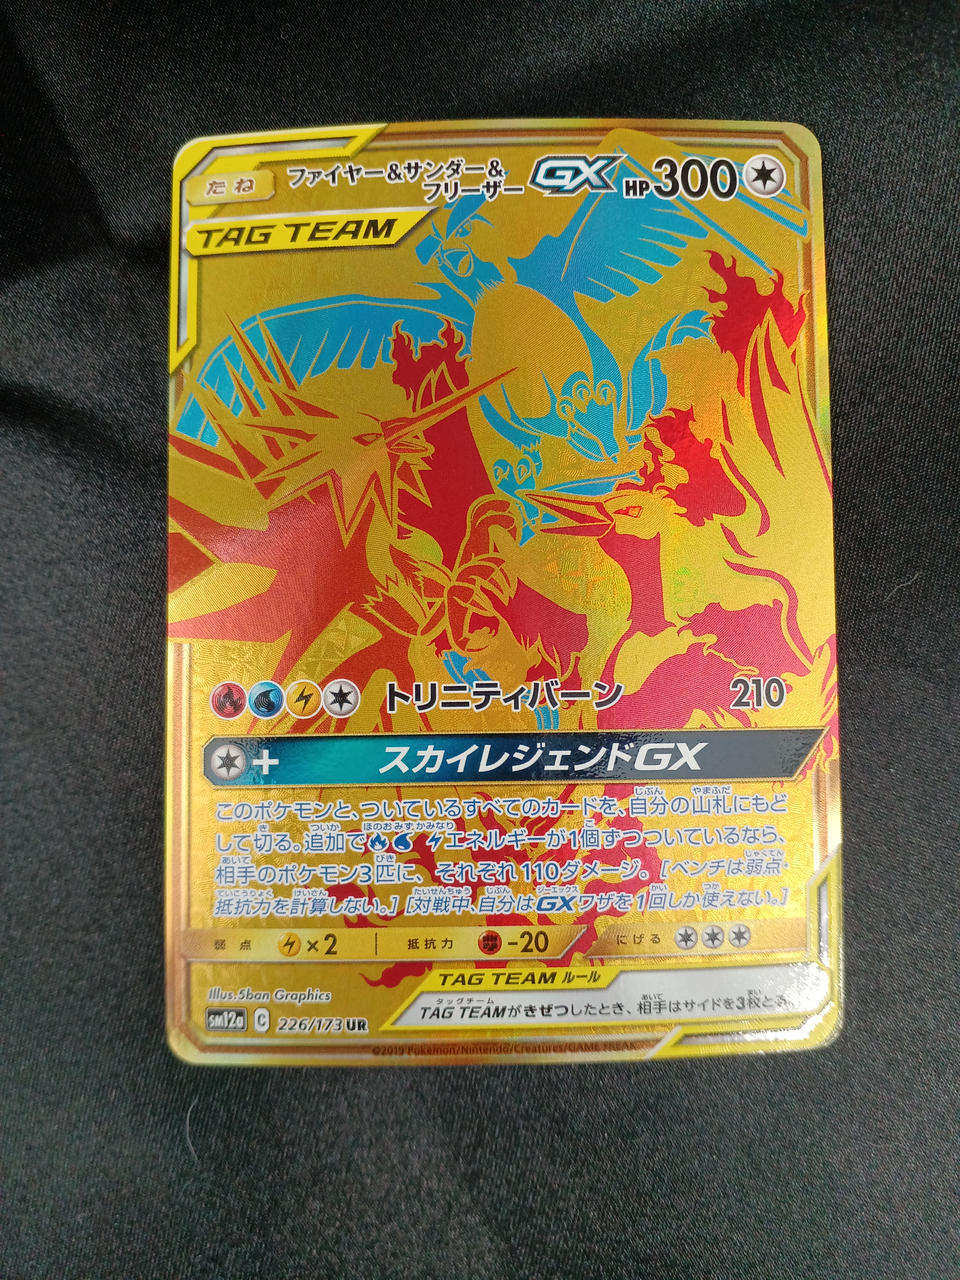 たね
ファイヤー&サンダー&
フリーザー GX HP300
TAG TEAM
トリニティバーン 210
+ スカイレジェンドGX
このポケモンと、ついているすべてのカードを、自分の山札にもど
して切る。追加で エネルギーが1個ずつついているなら、
相手のポケモン3匹に、それぞれ110ダメージ。[ベンチは弱点・
抵抗力を計算しない。] [対戦中、自分はGXワザを1回しか使えない。]
弱点 ×2 抵抗力 -20 にげる
TAG TEAM ルール
TAG TEAMがきぜつしたとき、相手はサイドを3枚とる。
Illus.5ban Graphics
sm12a C 226/173 UR
©2019 Pokémon/Nintendo/Creatures/GAME FREAK